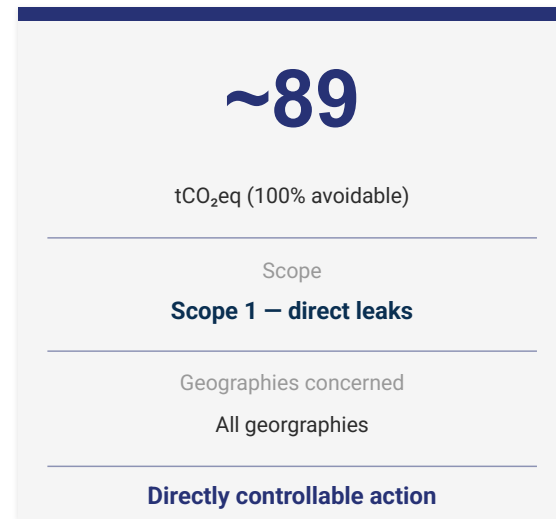 ~89
tCO₂eq (100% avoidable)
Scope
Scope 1 — direct leaks
Geographies concerned
All georgraphies
Directly controllable action